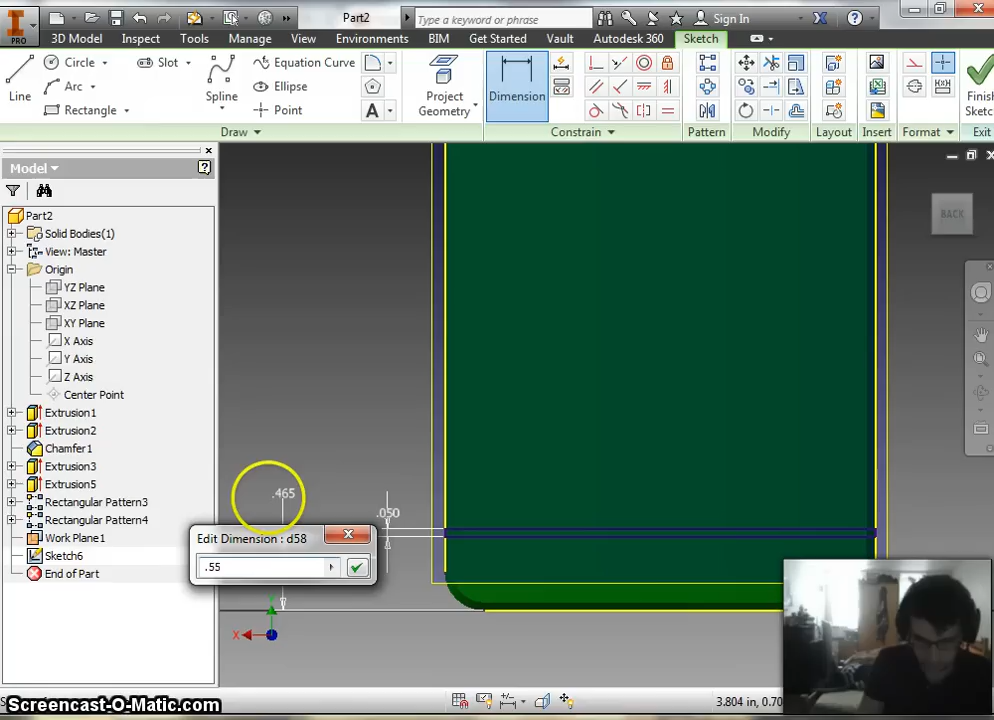 Part2
Type a keyword or phrase
Sign In
PRO
3D Model Inspect Tools Manage View Environments BIM Get Started Vault Autodesk 360 Sketch
Line
Circle
Arc
Rectangle
Slot
Spline
Equation Curve
Ellipse
Point
A
Project Geometry
Dimension
Finish
Sketc
Draw Constrain Pattern Modify Layout Insert Format Exit
Model
Part2
Solid Bodies(1)
View: Master
Origin
YZ Plane
XZ Plane
XY Plane
X Axis
Y Axis
Z Axis
Center Point
Extrusion1
Extrusion2
Chamfer1
Extrusion3
Extrusion5
Rectangular Pattern3
Rectangular Pattern4
Work Plane1
Sketch6
End of Part
BACK
.465
.050
Edit Dimension : d58
.55
X
3.804 in, 0.70
Screencast-O-Matic.com